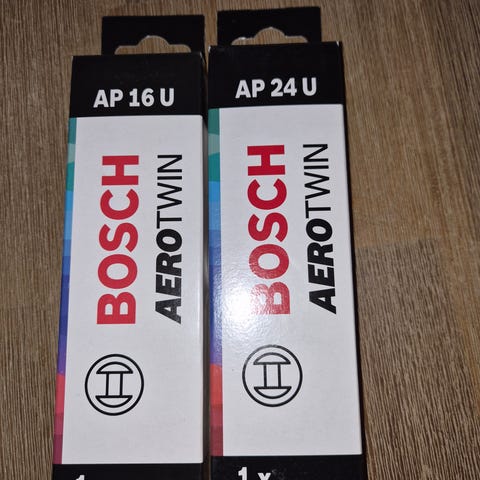 AP 16 U
BOSCH
AEROTWIN
AP 24 U
BOSCH
AEROTWIN
1 x